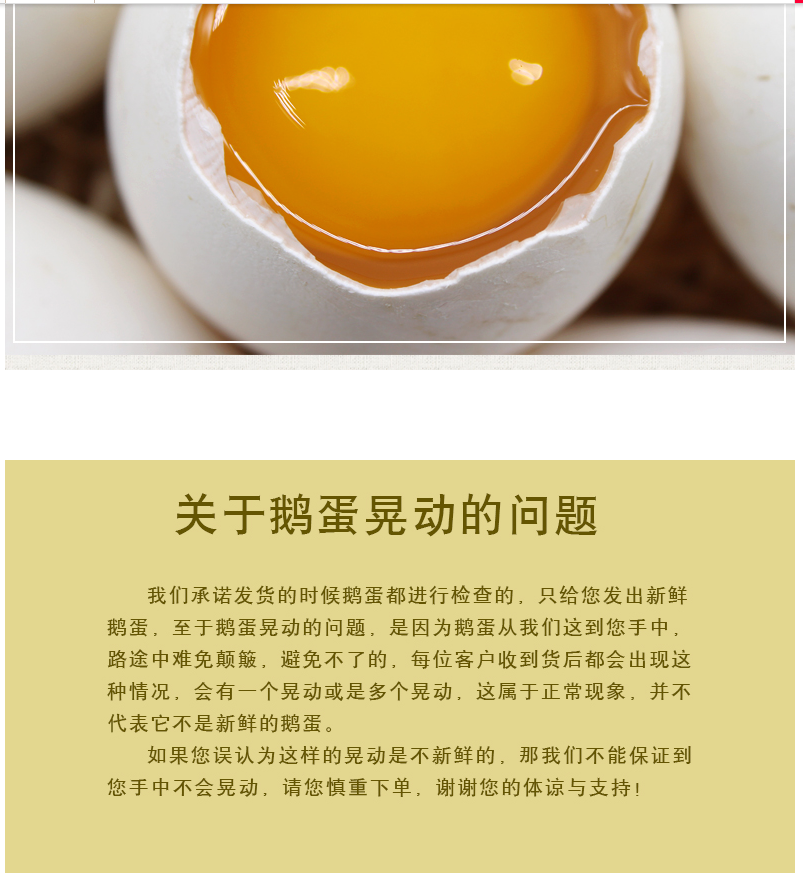 关于鹅蛋晃动的问题
我们承诺发货的时候鹅蛋都进行检查的，只给您发出新鲜
鹅蛋，至于鹅蛋晃动的问题，是因为鹅蛋从我们这到您手中，
路途中难免颠簸，避免不了的，每位客户收到货后都会出现这
种情况，会有一个晃动或是多个晃动，这属于正常现象，并不
代表它不是新鲜的鹅蛋。
如果您误认为这样的晃动是不新鲜的，那我们不能保证到
您手中不会晃动，请您慎重下单，谢谢您的体谅与支持！